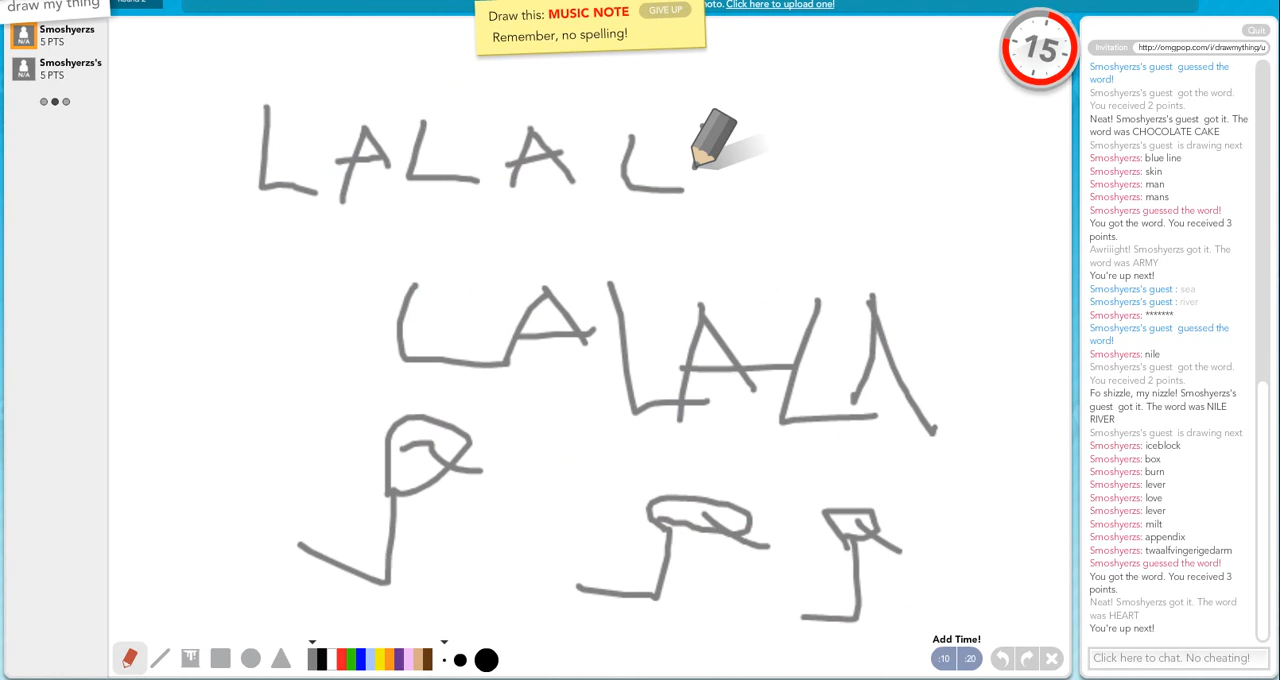 draw my thing
Smoshyerzs
5 PTS
Smoshyerzs's
5 PTS
N/A
N/A
Draw this: MUSIC NOTE
GIVE UP
Remember, no spelling!
oto. Click here to upload one!
15
LALAL
LALALA
Add Time!
:10
:20
Quit
Invitation
http://omgpop.com/i/drawmything/u
Smoshyerzs's guest guessed the
word!
Smoshyerzs's guest got the word.
You received 2 points.
Neat! Smoshyerzs's guest got it. The
word was CHOCOLATE CAKE
Smoshyerzs's guest is drawing next
Smoshyerzs: blue line
Smoshyerzs: skin
Smoshyerzs: man
Smoshyerzs: mans
Smoshyerzs guessed the word!
You got the word. You received 3
points.
Awriiight! Smoshyerzs got it. The
word was ARMY
You're up next!
Smoshyerzs's guest : sea
Smoshyerzs's guest : river
Smoshyerzs: *******
Smoshyerzs's guest guessed the
word!
Smoshyerzs: nile
Smoshyerzs's guest got the word.
You received 2 points.
Fo shizzle, my nizzle! Smoshyerzs's
guest got it. The word was NILE
RIVER
Smoshyerzs's guest is drawing next
Smoshyerzs: iceblock
Smoshyerzs: box
Smoshyerzs: burn
Smoshyerzs: lever
Smoshyerzs: love
Smoshyerzs: lever
Smoshyerzs: milt
Smoshyerzs: appendix
Smoshyerzs: twaalfvingerigedarm
Smoshyerzs guessed the word!
You got the word. You received 3
points.
Neat! Smoshyerzs got it. The word
was HEART
You're up next!
Click here to chat. No cheating!